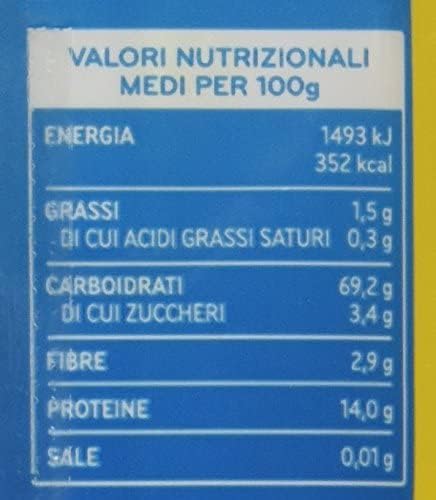 VALORI NUTRIZIONALI
MEDI PER 100g
ENERGIA 1493 kJ
352 kcal
GRASSI 1,5 g
DI CUI ACIDI GRASSI SATURI 0,3 g
CARBOIDRATI 69,2 g
DI CUI ZUCCHERI 3,4 g
FIBRE 2,9 g
PROTEINE 14,0 g
SALE 0,01 g